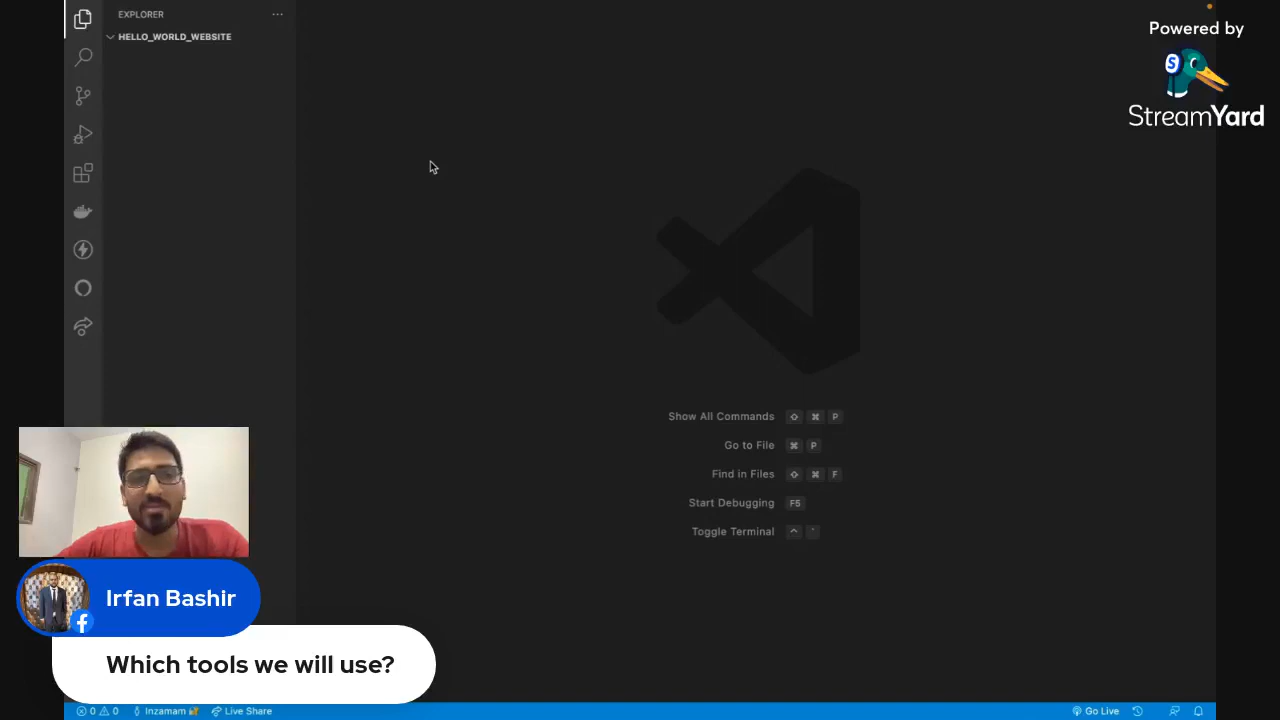 EXPLORER
HELLO_WORLD_WEBSITE
Powered by
S
StreamYard
Show All Commands ⇧ ⌘ P
Go to File ⌘ P
Find in Files ⇧ ⌘ F
Start Debugging F5
Toggle Terminal ^ `
Irfan Bashir
Which tools we will use?
0 0 Inzamam Live Share Go Live